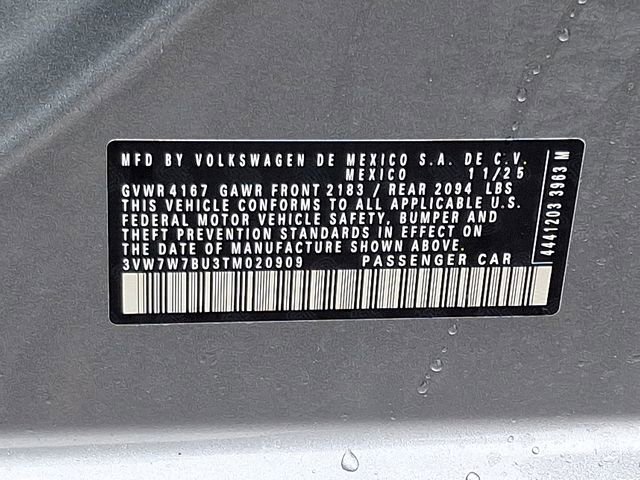 MFD BY VOLKSWAGEN DE MEXICO S.A. DE C.V.
MEXICO 11/25
GVWR 4167 GAWR FRONT 2183 / REAR 2094 LBS
THIS VEHICLE CONFORMS TO ALL APPLICABLE U.S.
FEDERAL MOTOR VEHICLE SAFETY, BUMPER AND
THEFT PREVENTION STANDARDS IN EFFECT ON
THE DATE OF MANUFACTURE SHOWN ABOVE.
3VW7W7BU3TM020909 PASSENGER CAR
4441203 3963 M